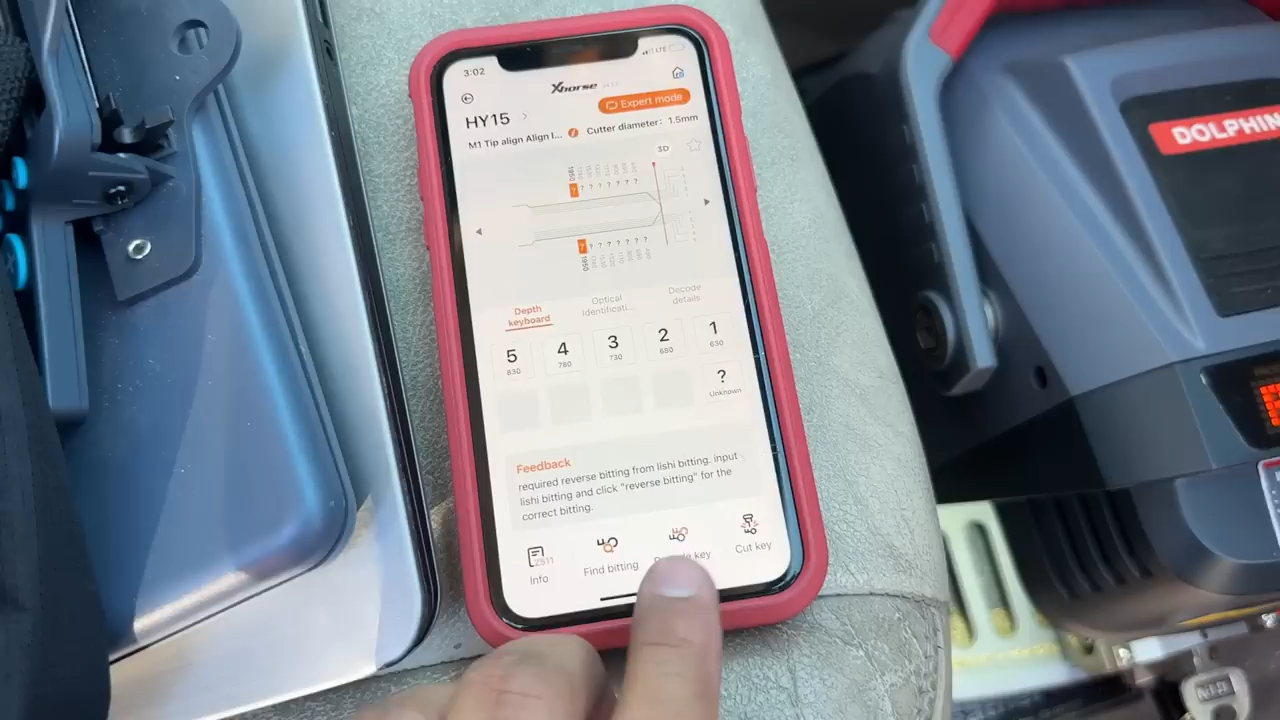 3:02
LTE
Xhorse
Expert mode
HY15
M1 Tip align Align I... Cutter diameter: 1.5mm
3D
1950
? ? ? ? ? ? ? ?
? ? ? ? ? ? ? ?
1950
Depth keyboard
Optical Identificati...
Decode details
5 4 3 2 1
830 780 730 680 630
?
Unknown
Feedback
required reverse bitting from lishi bitting. input
lishi bitting and click "reverse bitting" for the
correct bitting.
Info
Find bitting
key
Cut key
DOLPHIN